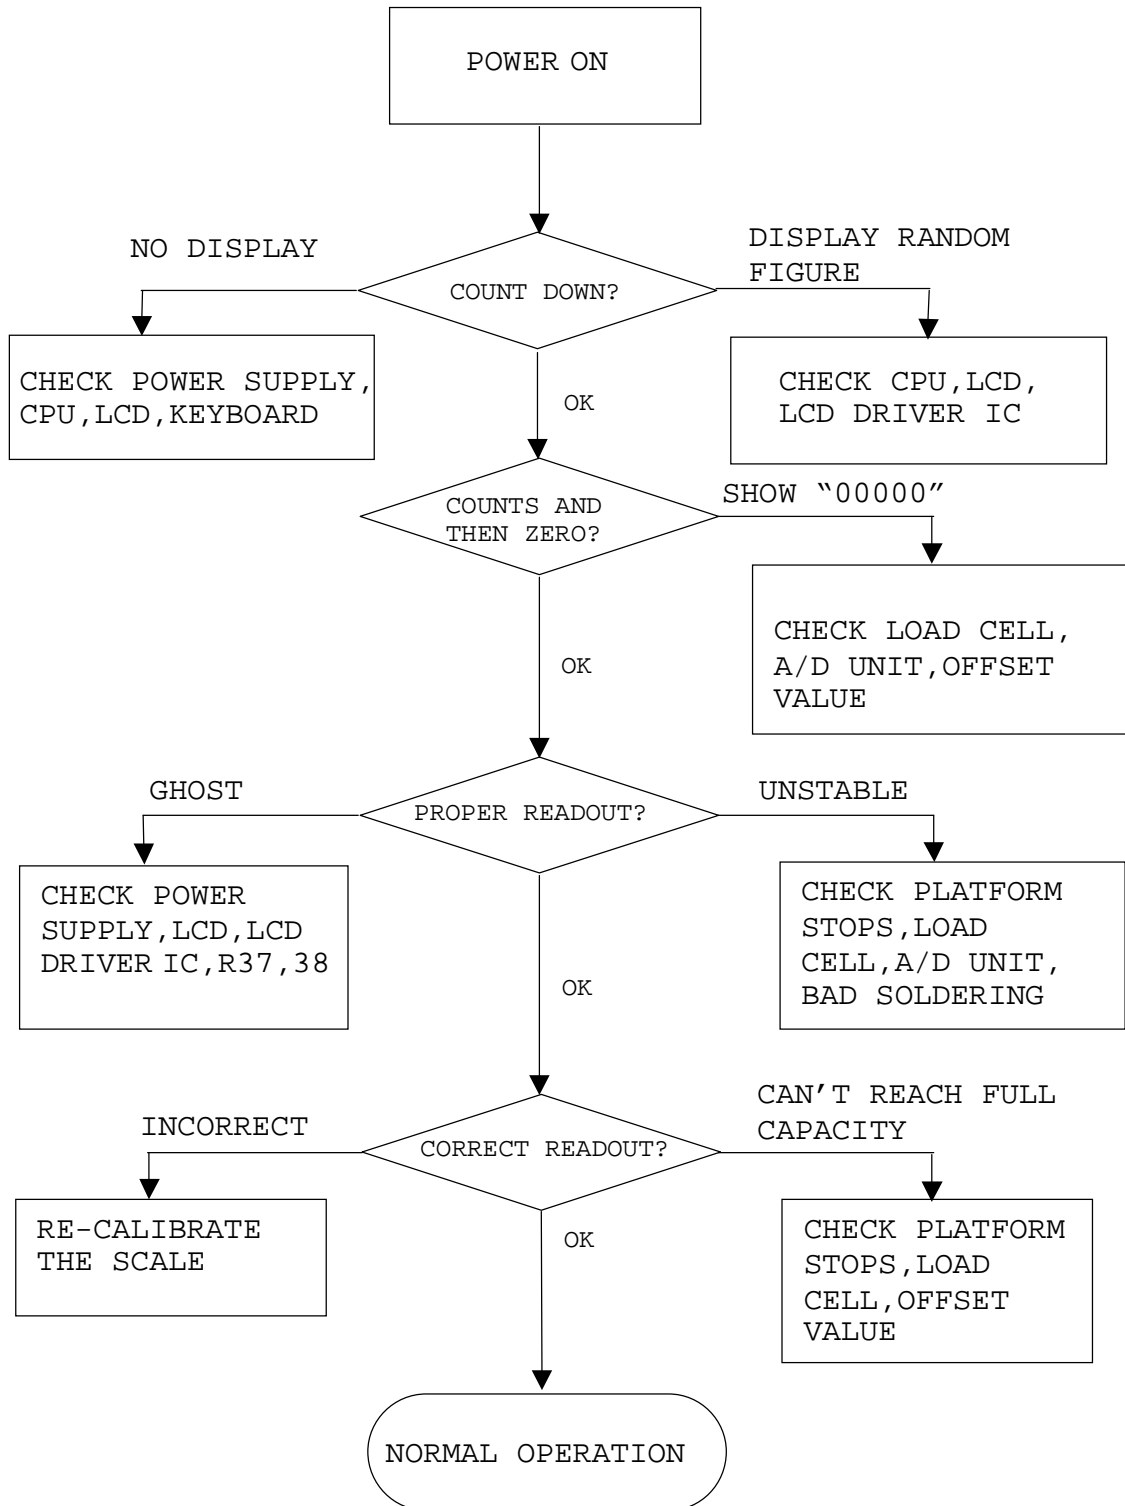 POWER ON
NO DISPLAY
DISPLAY RANDOM
FIGURE
COUNT DOWN?
CHECK POWER SUPPLY,
CPU,LCD,KEYBOARD
OK
CHECK CPU,LCD,
LCD DRIVER IC
COUNTS AND
THEN ZERO?
SHOW “00000”
OK
CHECK LOAD CELL,
A/D UNIT,OFFSET
VALUE
GHOST
PROPER READOUT?
UNSTABLE
CHECK POWER
SUPPLY,LCD,LCD
DRIVER IC,R37,38
OK
CHECK PLATFORM
STOPS,LOAD
CELL,A/D UNIT,
BAD SOLDERING
INCORRECT
CORRECT READOUT?
CAN’T REACH FULL
CAPACITY
RE-CALIBRATE
THE SCALE
OK
CHECK PLATFORM
STOPS,LOAD
CELL,OFFSET
VALUE
NORMAL OPERATION